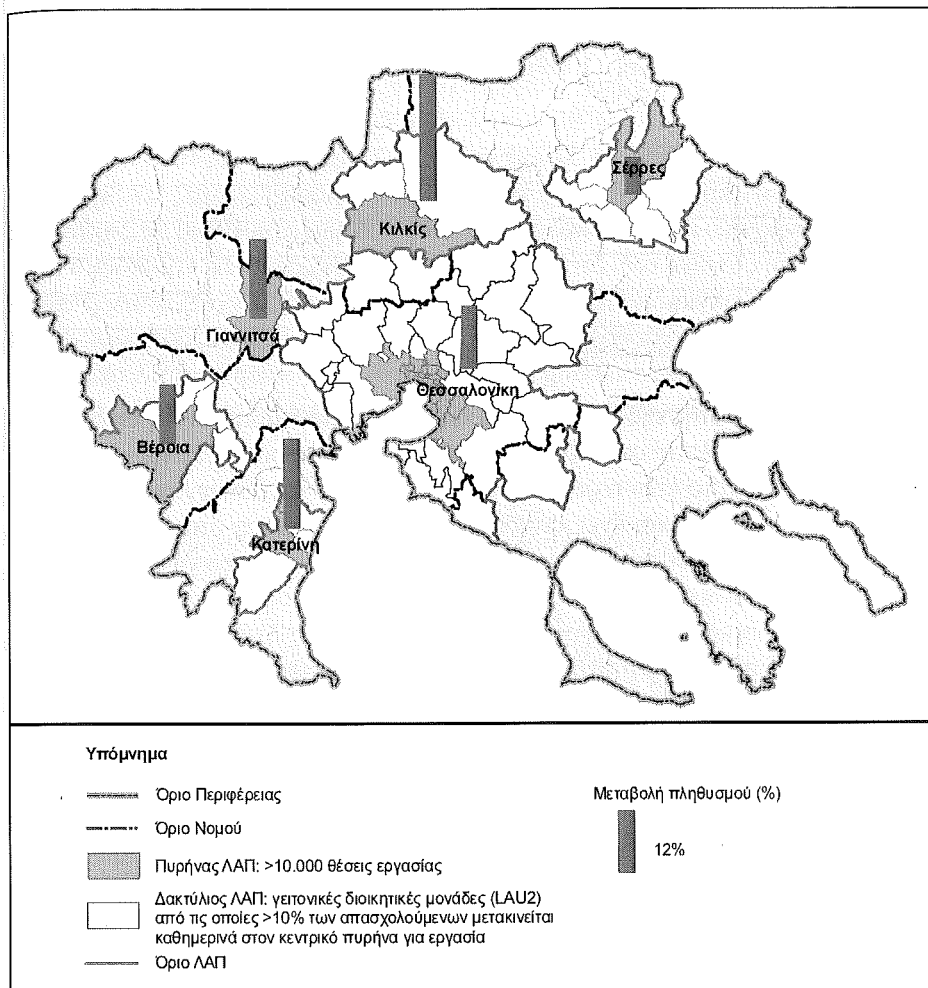 Σέρρες
Κιλκίς
Γιαννιτσά
Θεσσαλονίκη
Βέροια
Κατερίνη
Υπόμνημα
Όριο Περιφέρειας
Όριο Νομού
Πυρήνας ΛΑΠ: >10.000 θέσεις εργασίας
Δακτύλιος ΛΑΠ: γειτονικές διοικητικές μονάδες (LAU2)
από τις οποίες >10% των απασχολούμενων μετακινείται
καθημερινά στον κεντρικό πυρήνα για εργασία
Όριο ΛΑΠ
Μεταβολή πληθυσμού (%)
12%